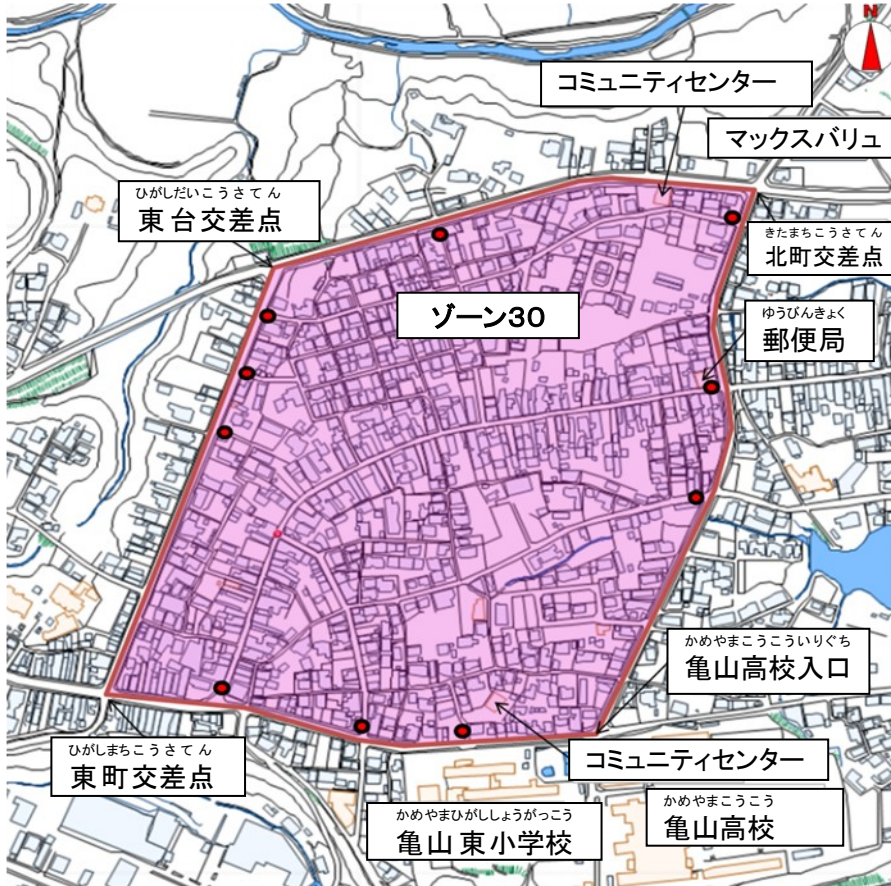 N
コミュニティセンター
マックスバリュ
ひがしだいこうさてん
東台交差点
きたまちこうさてん
北町交差点
ゾーン30
ゆうびんきょく
郵便局
かめやまこうこういりぐち
亀山高校入口
ひがしまちこうさてん
東町交差点
コミュニティセンター
かめやまひがししょうがっこう
亀山東小学校
かめやまこうこう
亀山高校